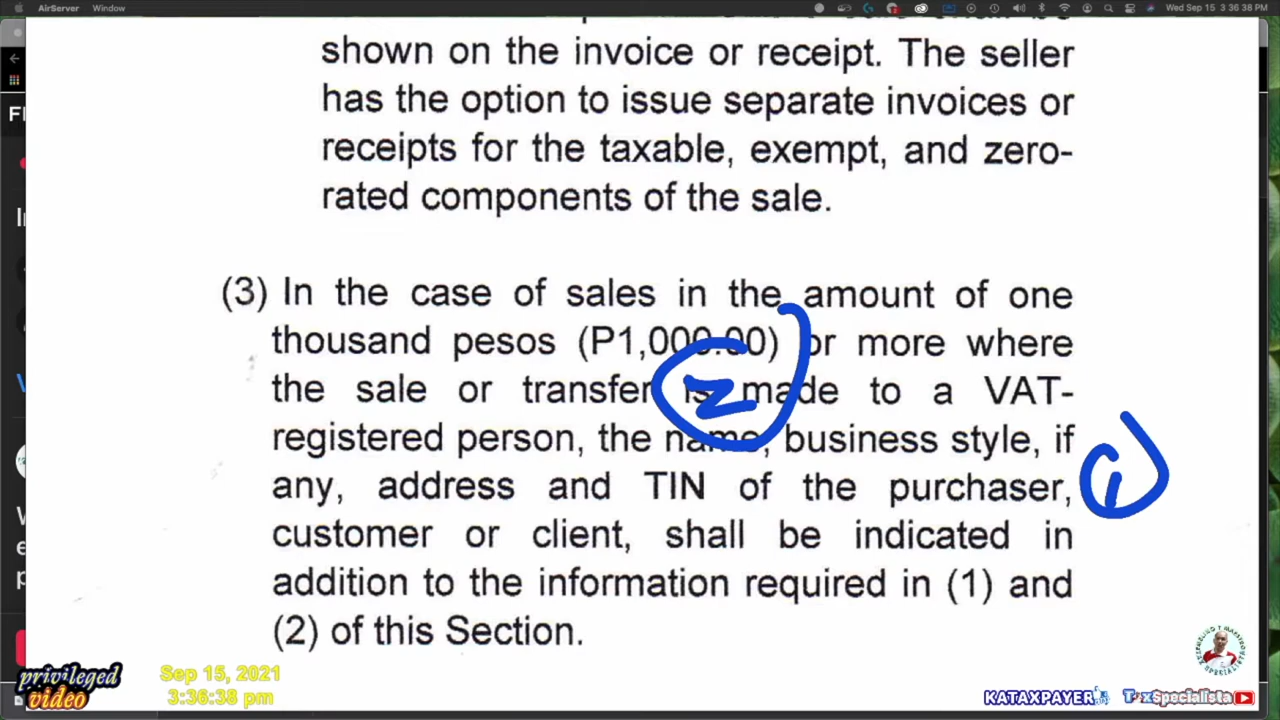 AirServer Window Wed Sep 15 3:36:38 PM
shown on the invoice or receipt. The seller
has the option to issue separate invoices or
receipts for the taxable, exempt, and zero-
rated components of the sale.
(3) In the case of sales in the amount of one
thousand pesos (P1,000.00) or more where
the sale or transfer is made to a VAT-
registered person, the name, business style, if
any, address and TIN of the purchaser,
customer or client, shall be indicated in
addition to the information required in (1) and
(2) of this Section.
2
1
privileged
video
Sep 15, 2021
3:36:38 pm
KATAXPAYER
TaxSpecialista